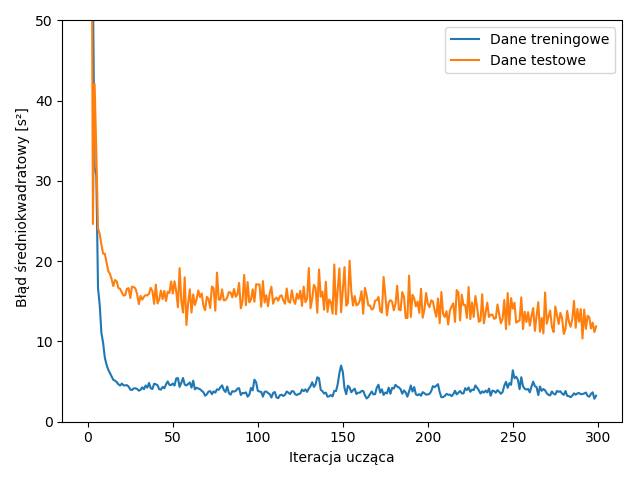 50
40
30
20
10
0
Błąd średniokwadratowy [s²]
Dane treningowe
Dane testowe
0 50 100 150 200 250 300
Iteracja ucząca